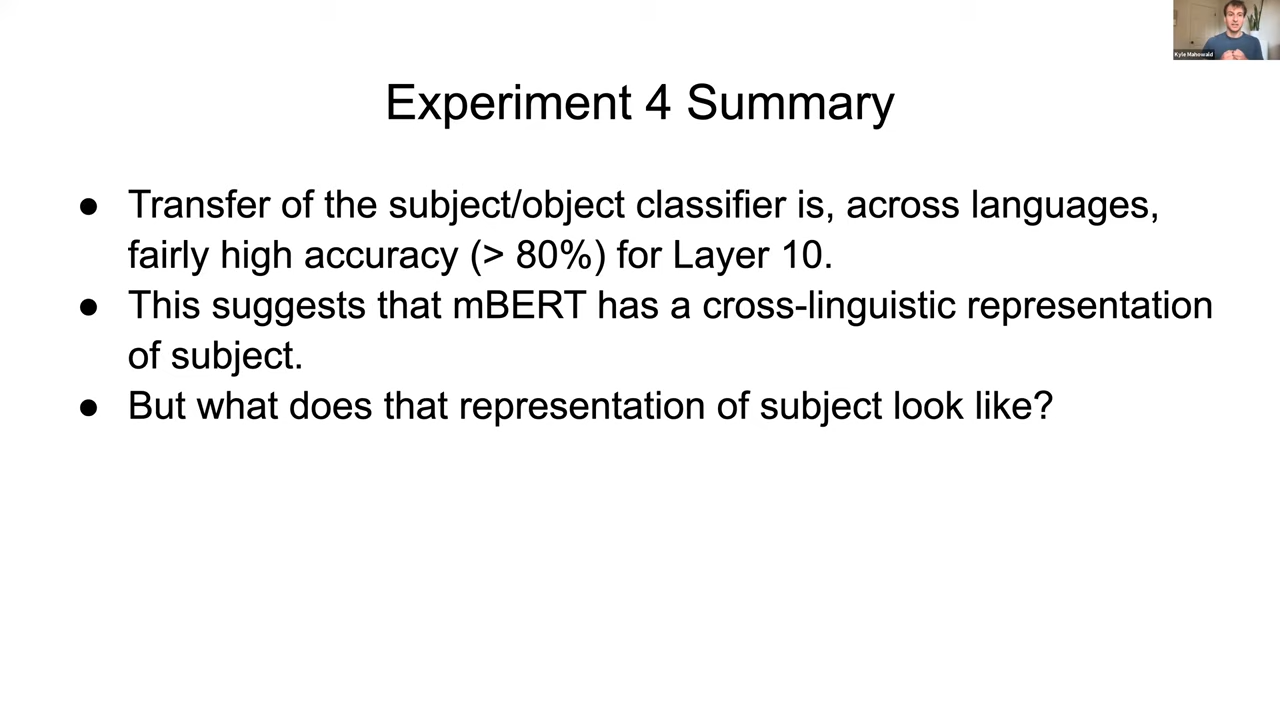 Kyle Mahowald
Experiment 4 Summary
● Transfer of the subject/object classifier is, across languages,
fairly high accuracy (> 80%) for Layer 10.
● This suggests that mBERT has a cross-linguistic representation
of subject.
● But what does that representation of subject look like?